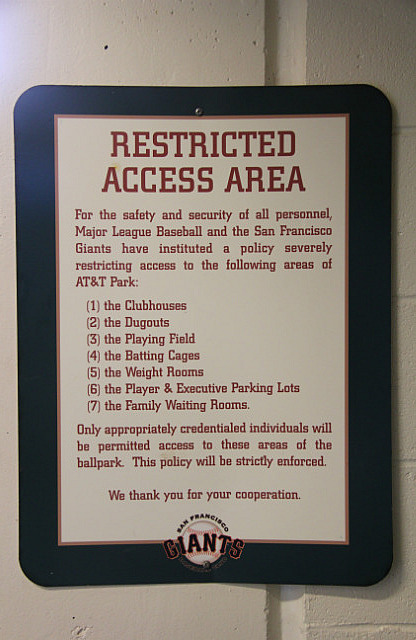 RESTRICTED
ACCESS AREA
For the safety and security of all personnel,
Major League Baseball and the San Francisco
Giants have instituted a policy severely
restricting access to the following areas of
AT&T Park:
(1) the Clubhouses
(2) the Dugouts
(3) the Playing Field
(4) the Batting Cages
(5) the Weight Rooms
(6) the Player & Executive Parking Lots
(7) the Family Waiting Rooms.
Only appropriately credentialed individuals will
be permitted access to these areas of the
ballpark. This policy will be strictly enforced.
We thank you for your cooperation.
SAN FRANCISCO
GIANTS